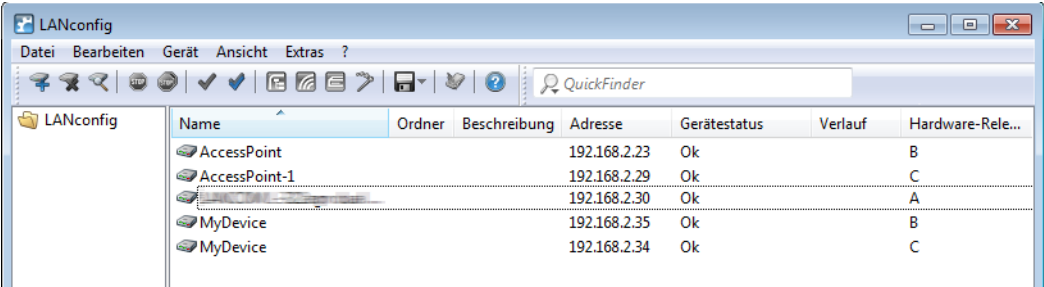 LANconfig
Datei Bearbeiten Gerät Ansicht Extras ?
QuickFinder
LANconfig
Name Ordner Beschreibung Adresse Gerätestatus Verlauf Hardware-Rele...
AccessPoint 192.168.2.23 Ok B
AccessPoint-1 192.168.2.29 Ok C
192.168.2.30 Ok A
MyDevice 192.168.2.35 Ok B
MyDevice 192.168.2.34 Ok C